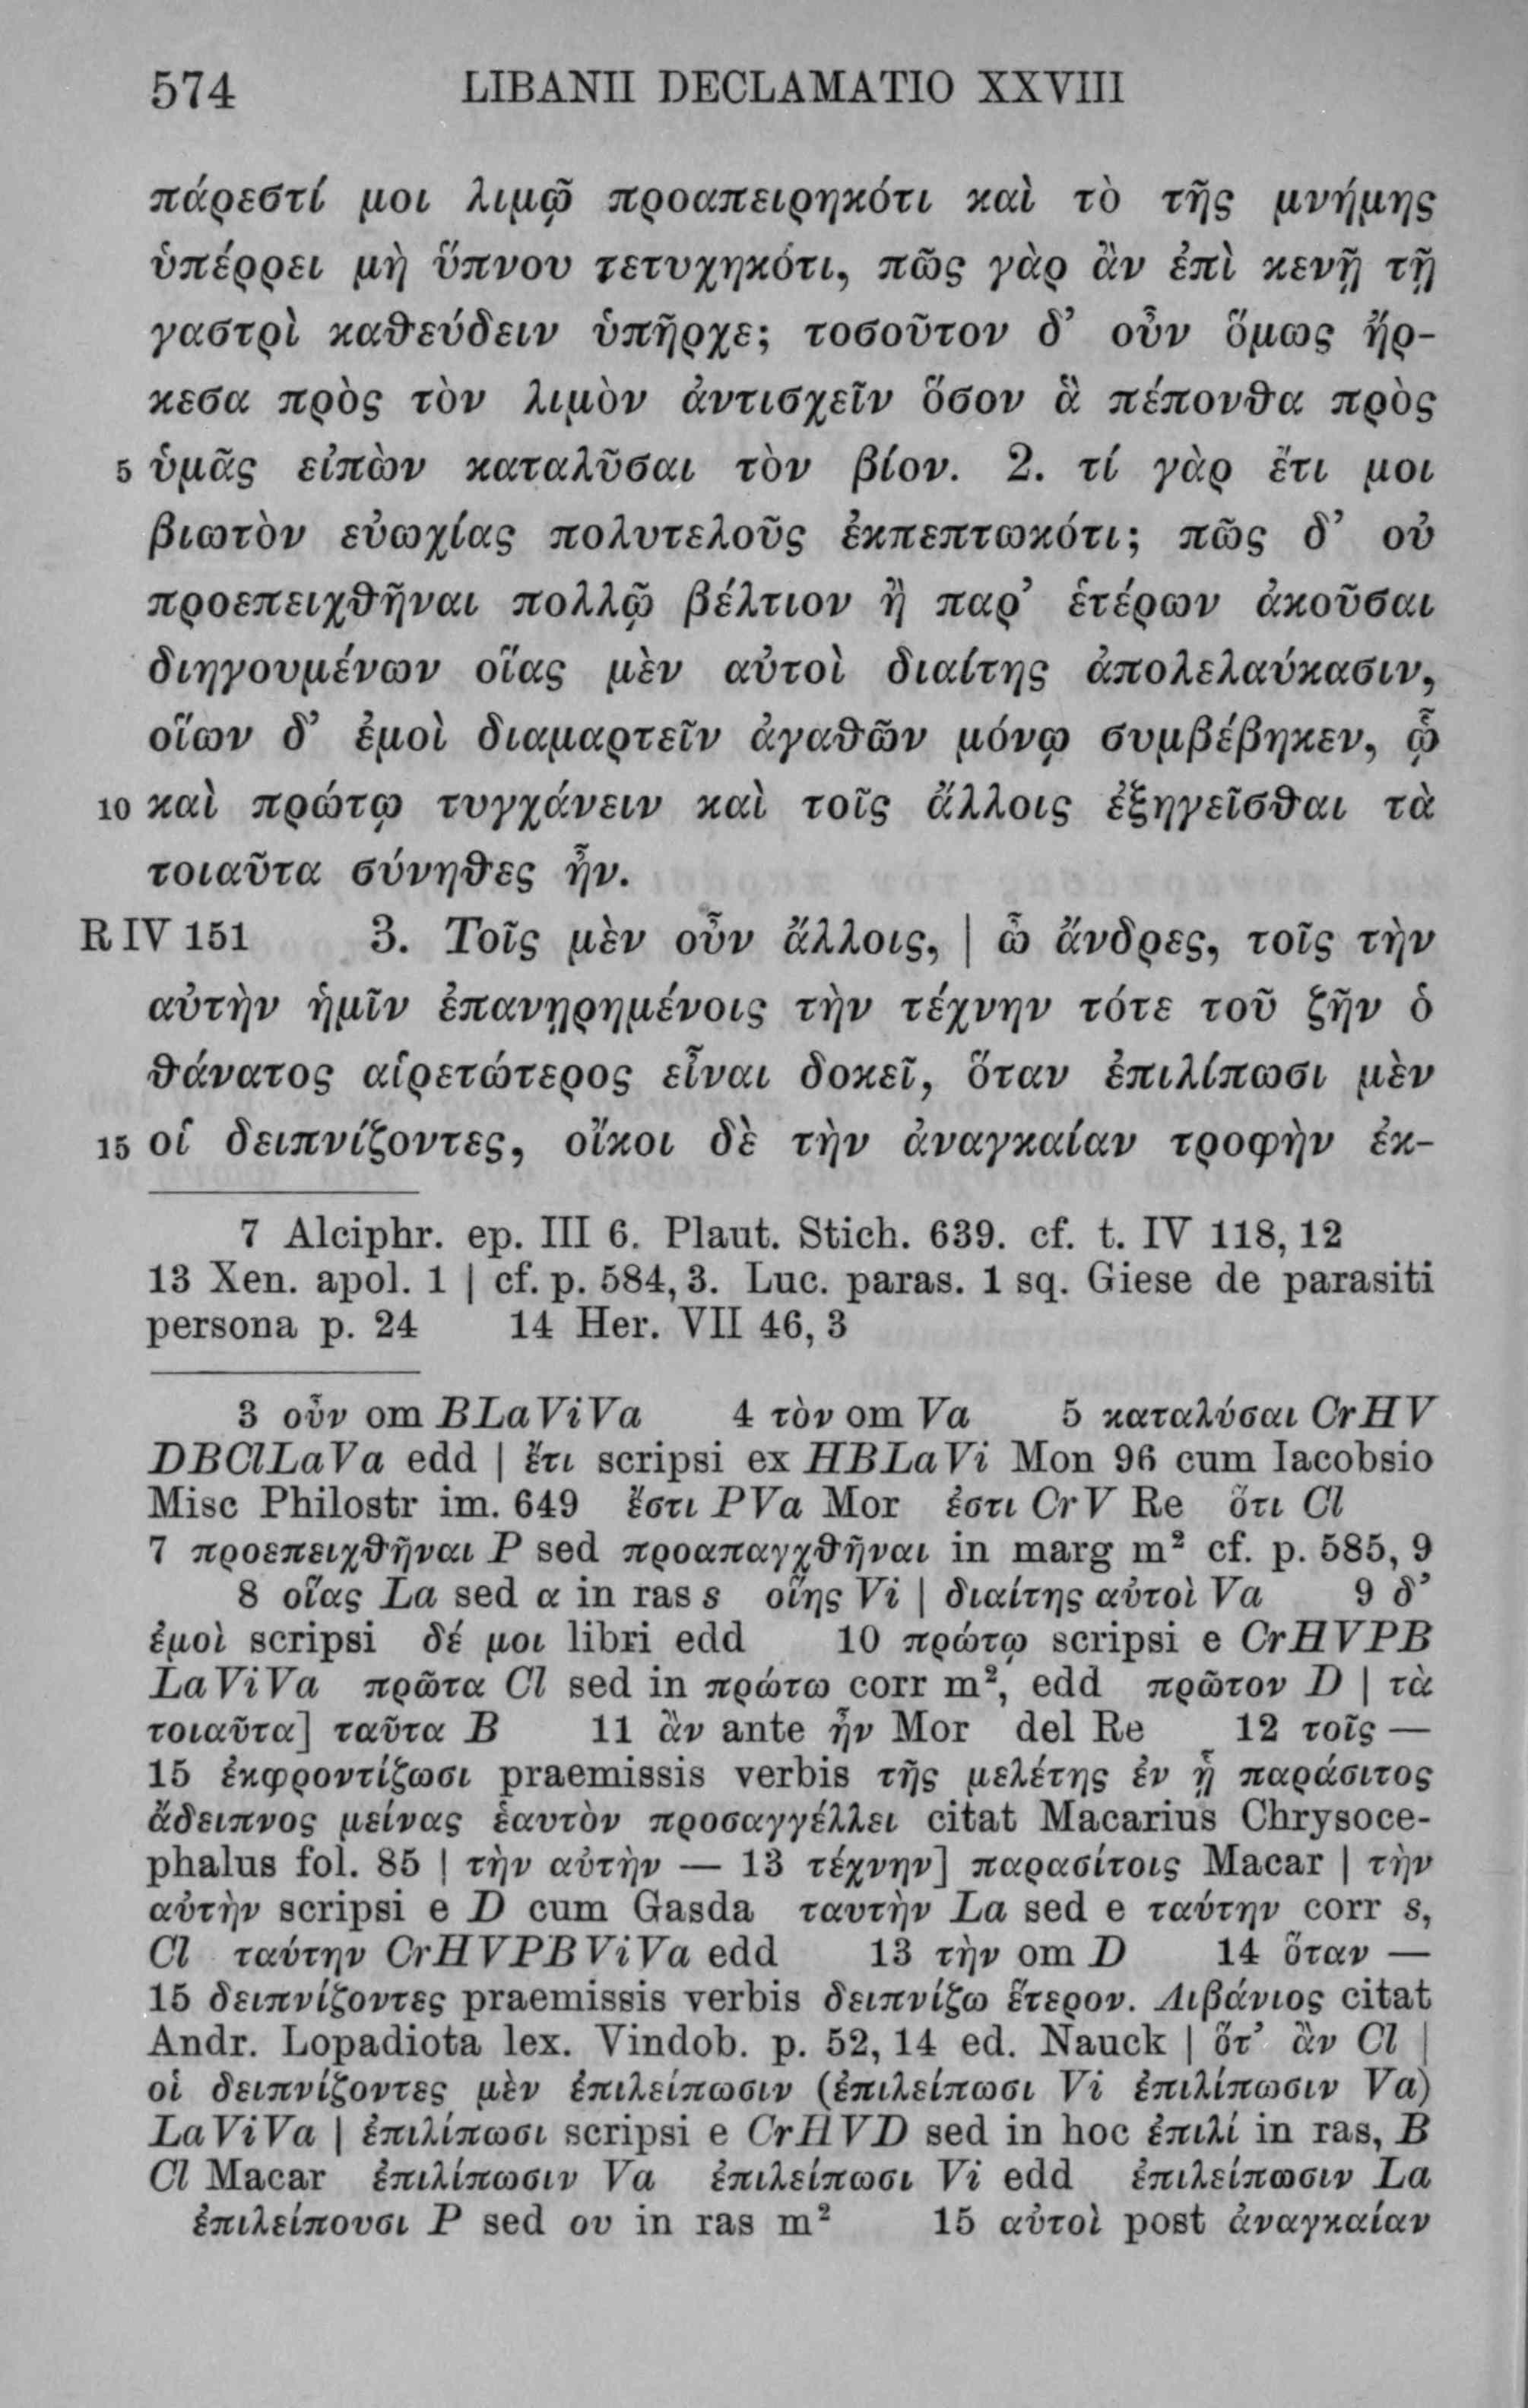 574 LIBANII DECLAMATIO XXVIII
πάρεστί μοι λιμῷ προαπειρηκότι καὶ τὸ τῆς μνήμης
ὑπέρρει μὴ ὕπνου τετυχηκότι, πῶς γὰρ ἂν ἐπὶ κενῇ τῇ
γαστρὶ καθεύδειν ὑπῆρχε; τοσοῦτον δ’ οὖν ὅμως ἤρ-
κεσα πρὸς τὸν λιμὸν ἀντισχεῖν ὅσον ἃ πέπονθα πρὸς
5 ὑμᾶς εἰπὼν καταλῦσαι τὸν βίον. 2. τί γὰρ ἔτι μοι
βιωτὸν εὐωχίας πολυτελοῦς ἐκπεπτωκότι; πῶς δ’ οὐ
προεπειχθῆναι πολλῷ βέλτιον ἢ παρ’ ἑτέρων ἀκοῦσαι
διηγουμένων οἵας μὲν αὐτοὶ διαίτης ἀπολελαύκασιν,
οἵων δ’ ἐμοὶ διαμαρτεῖν ἀγαθῶν μόνῳ συμβέβηκεν, ᾧ
10 καὶ πρώτῳ τυγχάνειν καὶ τοῖς ἄλλοις ἐξηγεῖσθαι τὰ
τοιαῦτα σύνηθες ἦν.
R IV 151 3. Τοῖς μὲν οὖν ἄλλοις, | ὦ ἄνδρες, τοῖς τὴν
αὐτὴν ἡμῖν ἐπανῃρημένοις τὴν τέχνην τότε τοῦ ζῆν ὁ
θάνατος αἱρετώτερος εἶναι δοκεῖ, ὅταν ἐπιλίπωσι μὲν
15 οἱ δειπνίζοντες, οἴκοι δὲ τὴν ἀναγκαίαν τροφὴν ἐκ-
7 Alciphr. ep. III 6. Plaut. Stich. 639. cf. t. IV 118, 12
13 Xen. apol. 1 | cf. p. 584, 3. Luc. paras. 1 sq. Giese de parasiti
persona p. 24 14 Her. VII 46, 3
3 οὖν om BLaViVa 4 τὸν om Va 5 καταλύσαι CrHV
DBClLaVa edd | ἔτι scripsi ex HBLaVi Mon 96 cum Iacobsio
Misc Philostr im. 649 ἔστι PVa Mor ἐστι CrV Re ὅτι Cl
7 προεπειχθῆναι P sed προαπαγχθῆναι in marg m² cf. p. 585, 9
8 οἵας La sed α in ras s οἵης Vi | διαίτης αὐτοὶ Va 9 δ’
ἐμοὶ scripsi δέ μοι libri edd 10 πρώτῳ scripsi e CrHVPB
LaViVa πρῶτα Cl sed in πρώτω corr m², edd πρῶτον D | τὰ
τοιαῦτα] ταῦτα B 11 ἂν ante ἦν Mor del Re 12 τοῖς —
15 ἐκφροντίζωσι praemissis verbis τῆς μελέτης ἐν ᾗ παράσιτος
ἄδειπνος μείνας ἑαυτὸν προσαγγέλλει citat Macarius Chrysoce-
phalus fol. 85 | τὴν αὐτὴν — 13 τέχνην] παρασίτοις Macar | τὴν
αὐτὴν scripsi e D cum Gasda ταυτὴν La sed e ταύτην corr s,
Cl ταύτην CrHVPBViVa edd 13 τὴν om D 14 ὅταν —
15 δειπνίζοντες praemissis verbis δειπνίζω ἕτερον. Λιβάνιος citat
Andr. Lopadiota lex. Vindob. p. 52, 14 ed. Nauck | ὅτ’ ἂν Cl |
οἱ δειπνίζοντες μὲν ἐπιλείπωσιν (ἐπιλείπωσι Vi ἐπιλίπωσιν Va)
LaViVa | ἐπιλίπωσι scripsi e CrHVD sed in hoc ἐπιλί in ras, B
Cl Macar ἐπιλίπωσιν Va ἐπιλείπωσι Vi edd ἐπιλείπωσιν La
ἐπιλείπουσι P sed ου in ras m² 15 αὐτοὶ post ἀναγκαίαν